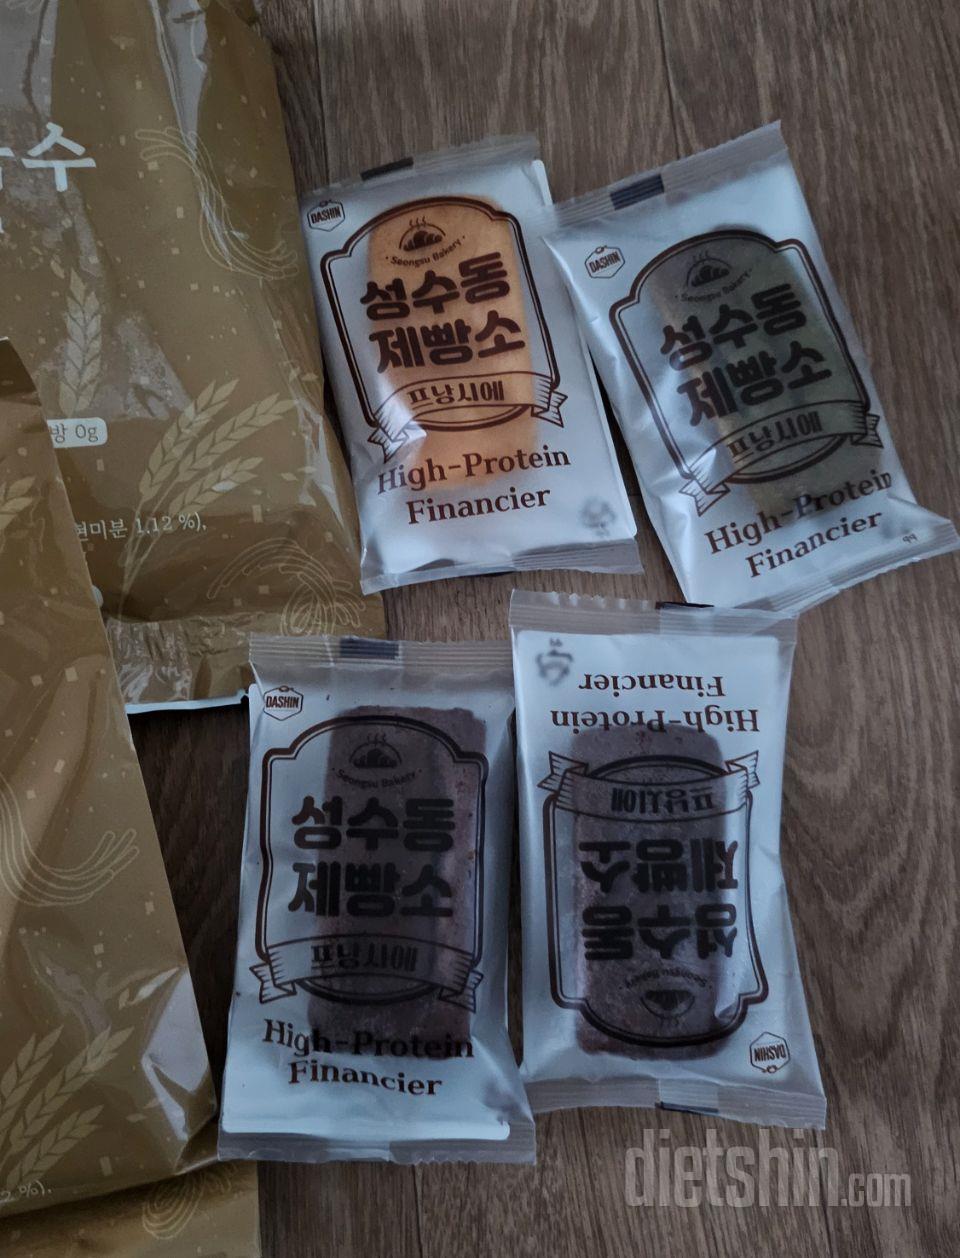 수
방 0g
현미분 1.12 %),
2 %).
DASHIN
Seongsu Bakery
성수동
제빵소
프낭시에
High-Protein
Financier
DASHIN
Seongsu Bakery
성수동
제빵소
프낭시에
High-Protein
Financier
DASHIN
Seongsu Bakery
성수동
제빵소
프낭시에
High-Protein
Financier
DASHIN
Seongsu Bakery
성수동
제빵소
프낭시에
High-Protein
Financier
dietshin.com